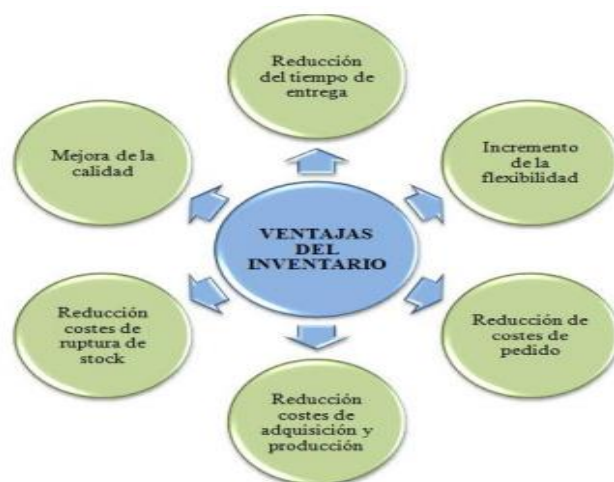 Reducción
del tiempo de
entrega
Mejora de la
calidad
Incremento
de la
flexibilidad
VENTAJAS
DEL
INVENTARIO
Reducción
costes de
ruptura de
stock
Reducción de
costes de
pedido
Reducción
costes de
adquisición y
producción